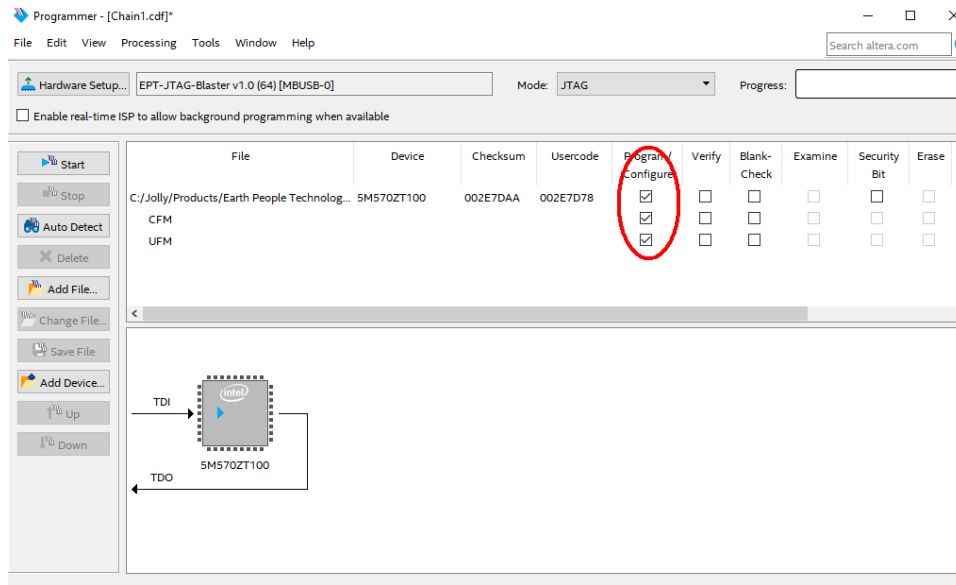 Programmer - [Chain1.cdf]*
File Edit View Processing Tools Window Help
Search altera.com
Hardware Setup... EPT-JTAG-Blaster v1.0 (64) [MBUSB-0] Mode: JTAG Progress:
Enable real-time ISP to allow background programming when available
File Device Checksum Usercode Program/ Configure Verify Blank- Check Examine Security Bit Erase
C:/Jolly/Products/Earth People Technolog... 5M570ZT100 002E7DAA 002E7D78
CFM
UFM
Start
Stop
Auto Detect
Delete
Add File...
Change File...
Save File
Add Device...
Up
Down
TDI
intel
5M570ZT100
TDO